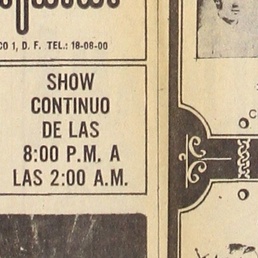 CO 1, D. F. TEL.: 18-08-00
SHOW
CONTINUO
DE LAS
8:00 P.M. A
LAS 2:00 A.M.